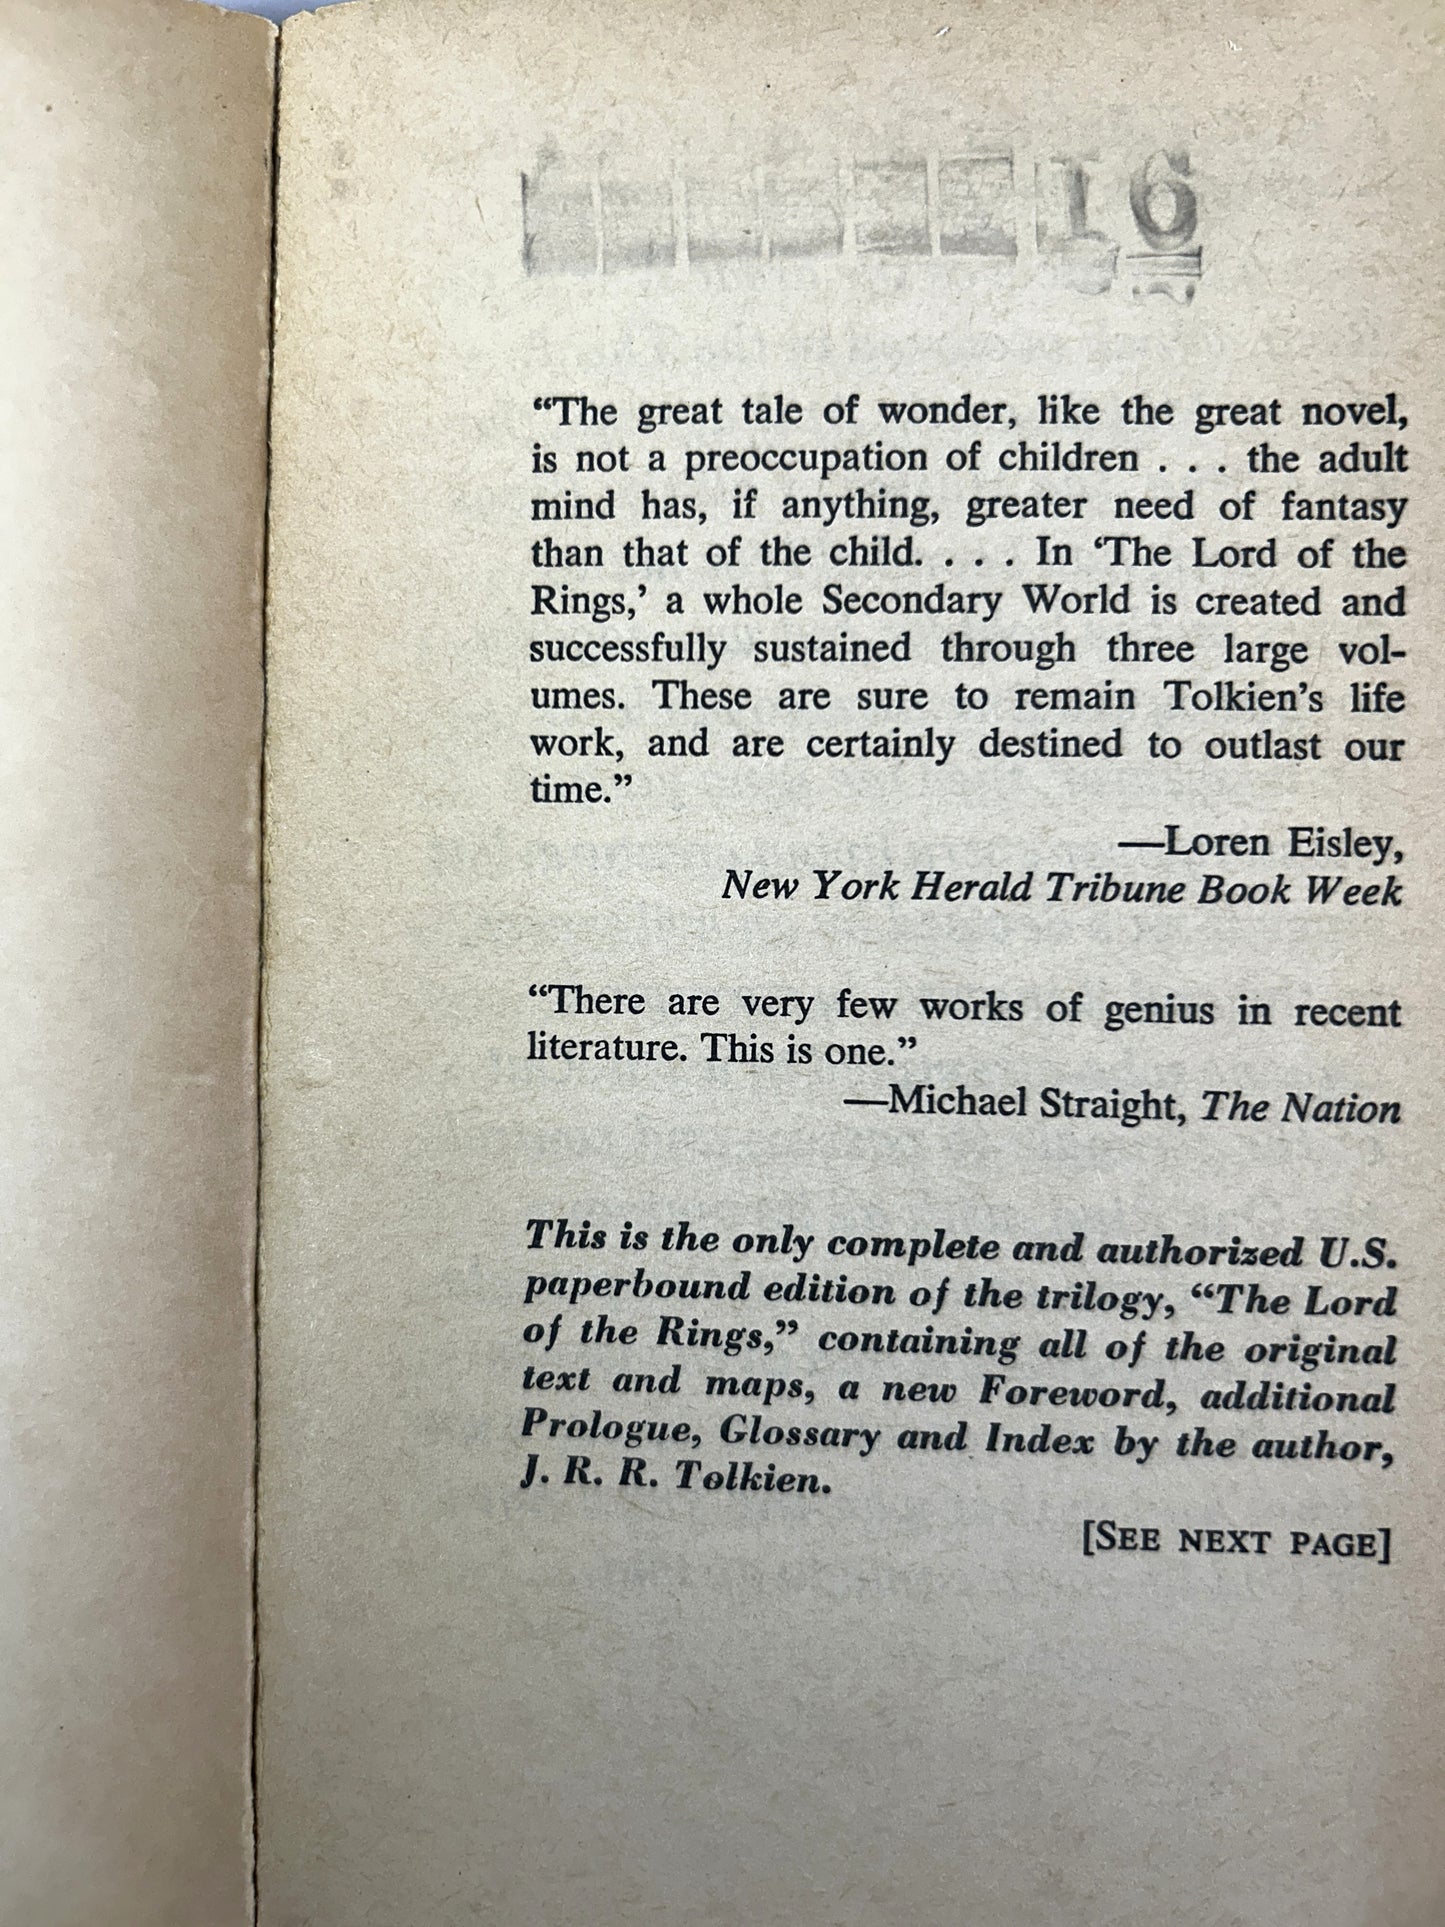 16
“The great tale of wonder, like the great novel,
is not a preoccupation of children . . . the adult
mind has, if anything, greater need of fantasy
than that of the child. . . . In ‘The Lord of the
Rings,’ a whole Secondary World is created and
successfully sustained through three large vol-
umes. These are sure to remain Tolkien’s life
work, and are certainly destined to outlast our
time.”
—Loren Eisley,
New York Herald Tribune Book Week
“There are very few works of genius in recent
literature. This is one.”
—Michael Straight, The Nation
This is the only complete and authorized U.S.
paperbound edition of the trilogy, “The Lord
of the Rings,” containing all of the original
text and maps, a new Foreword, additional
Prologue, Glossary and Index by the author,
J. R. R. Tolkien.
[SEE NEXT PAGE]